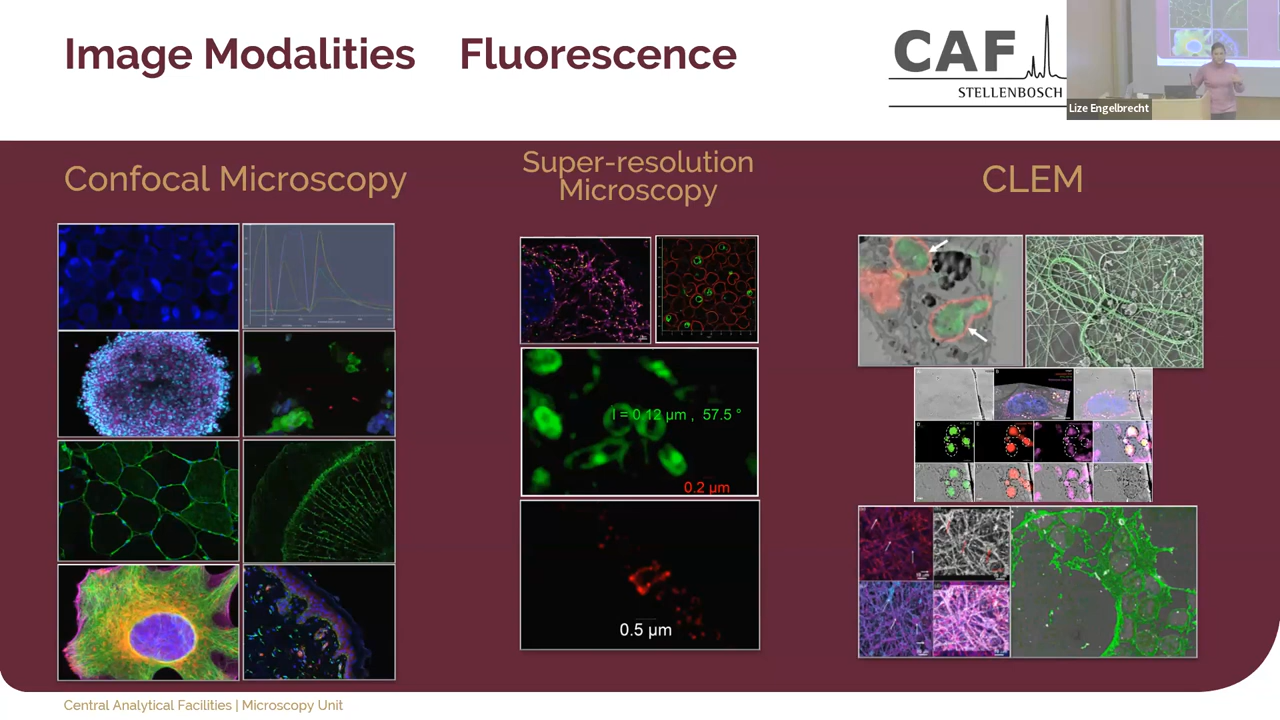 Image Modalities Fluorescence
CAF
STELLENBOSCH
Lize Engelbrecht
Confocal Microscopy
Super-resolution
Microscopy
CLEM
l = 0.12 µm , 57.5 °
0.2 µm
0.5 µm
Central Analytical Facilities | Microscopy Unit